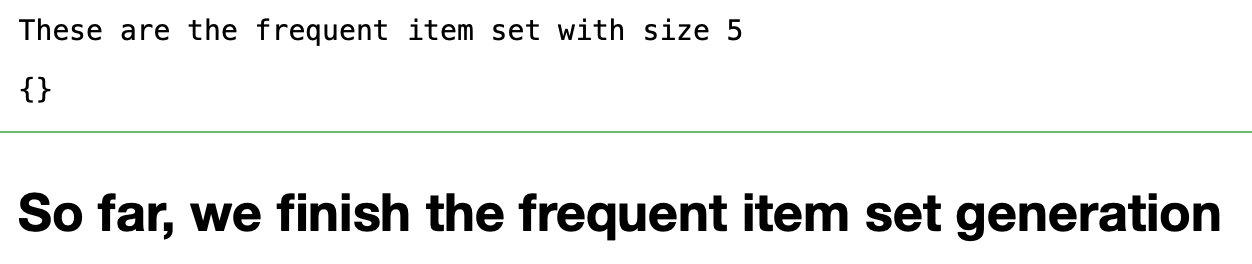 These are the frequent item set with size 5
{}
So far, we finish the frequent item set generation